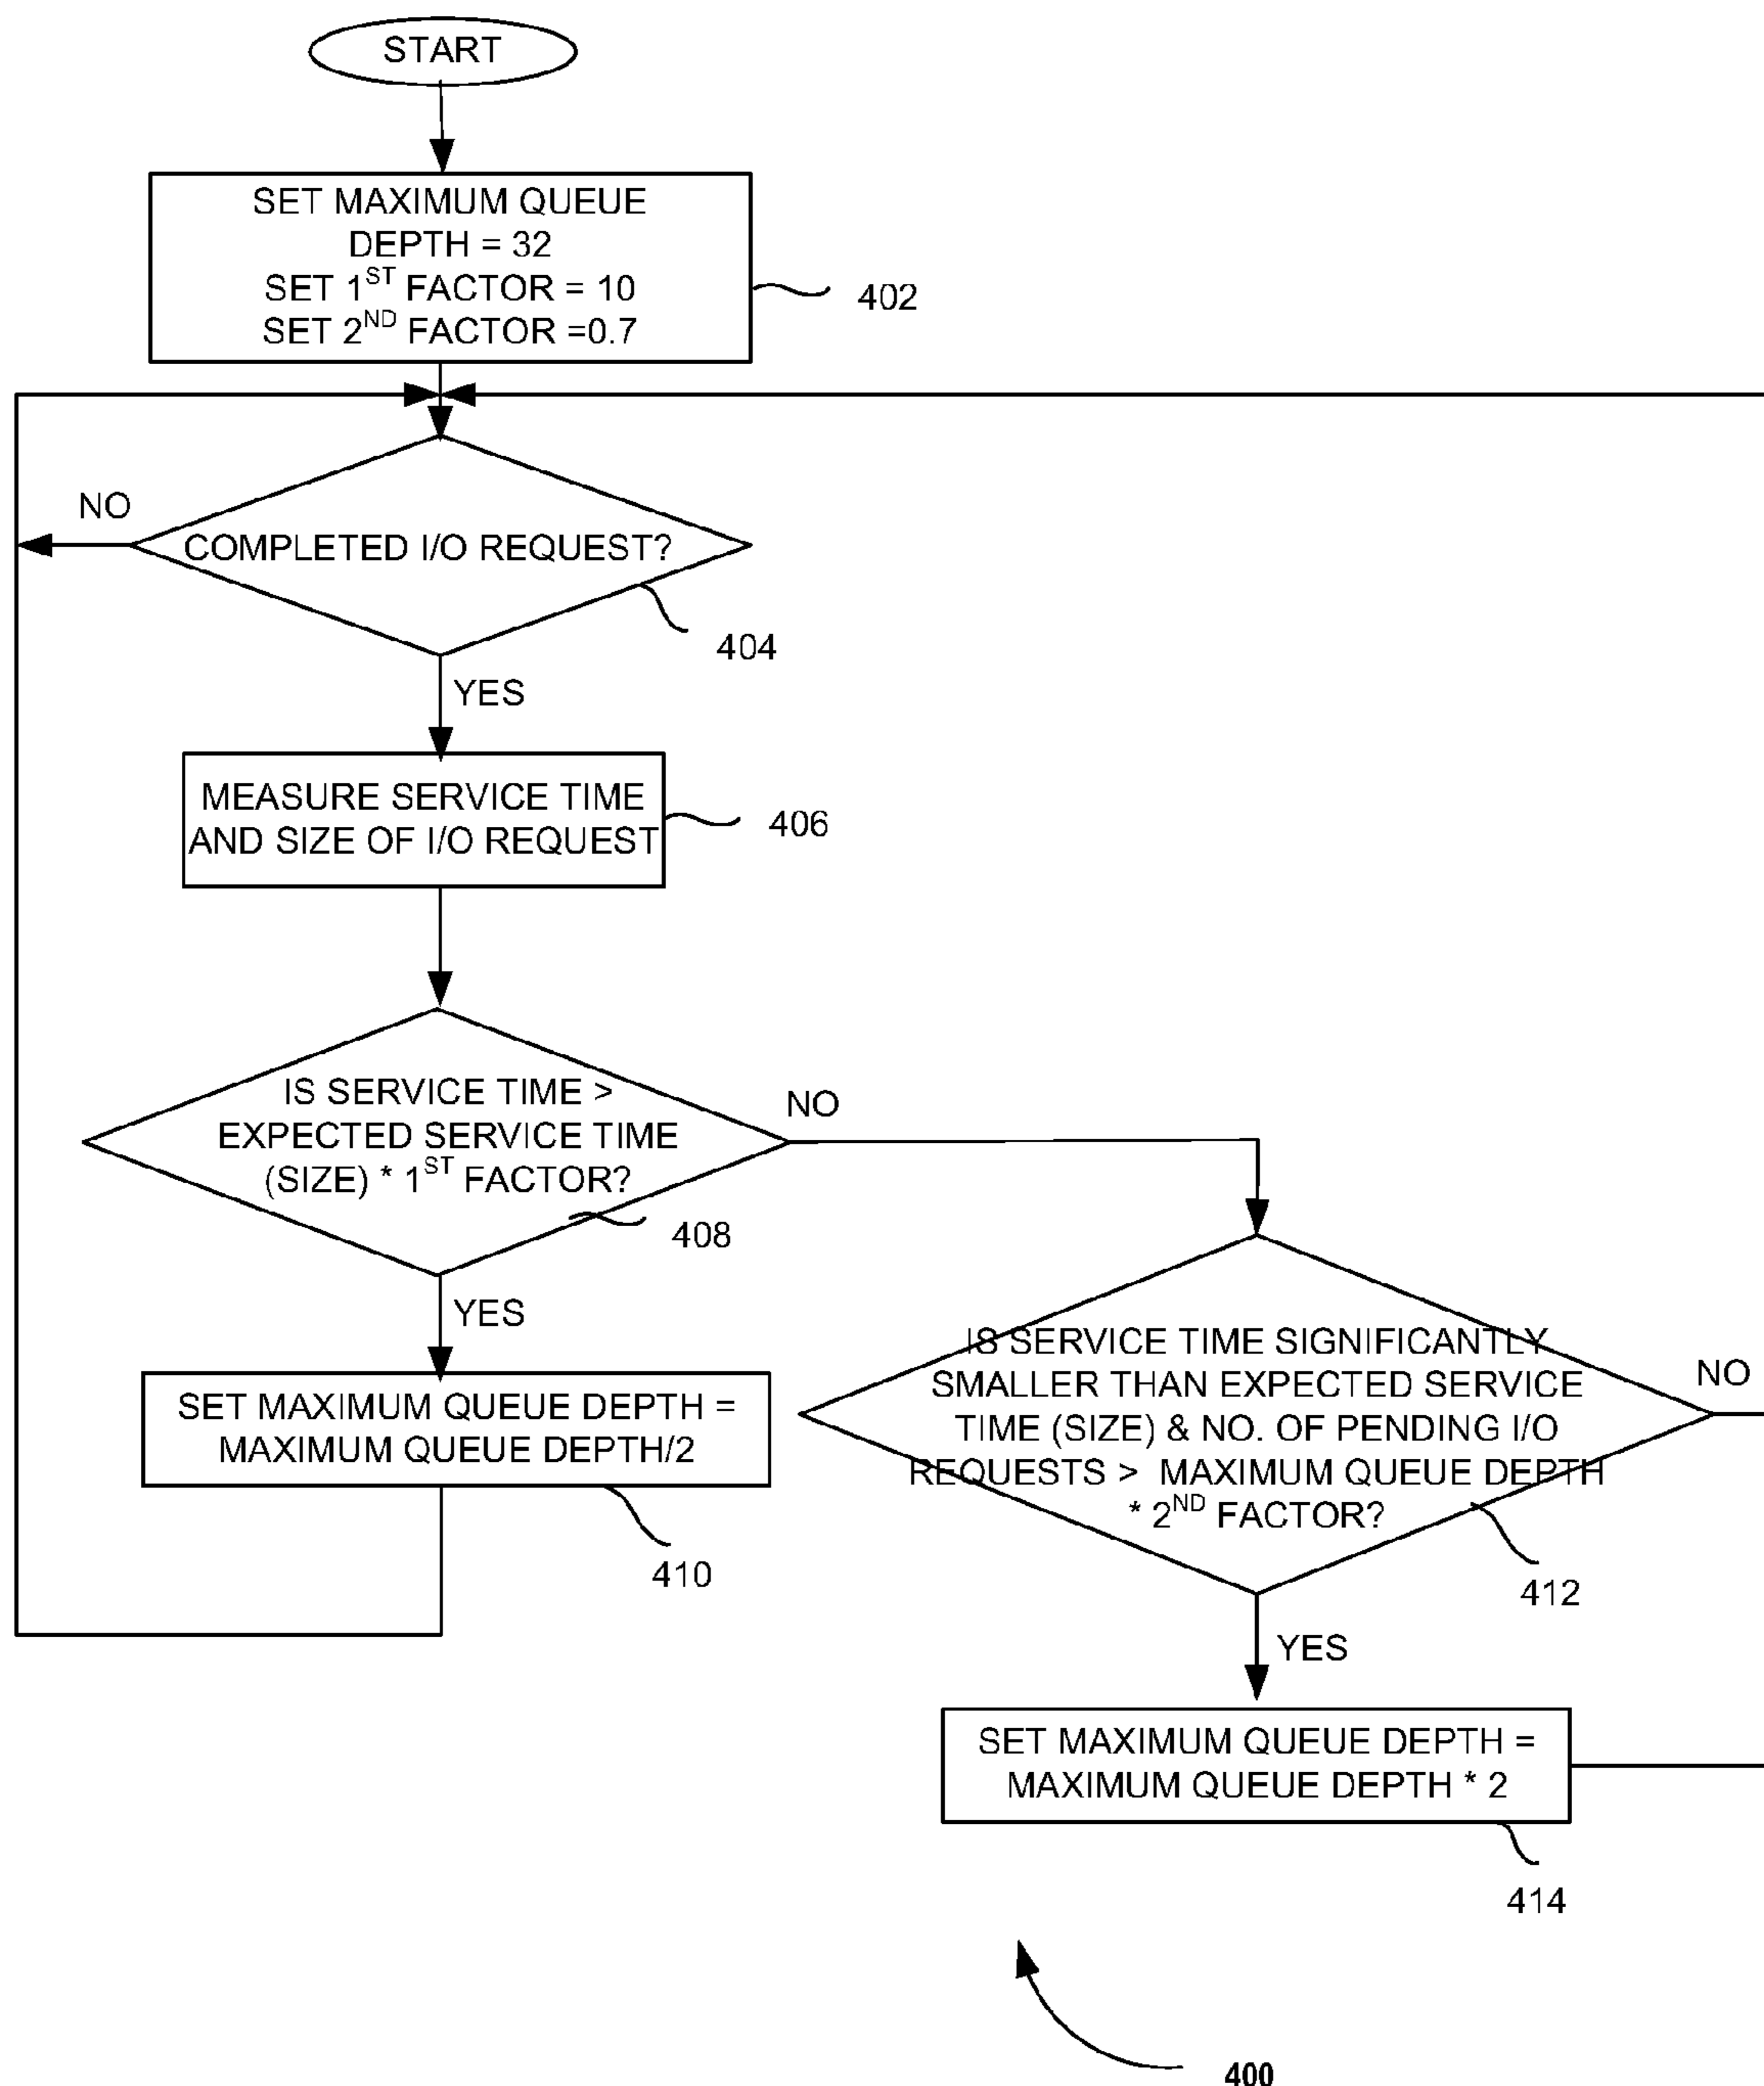 START
SET MAXIMUM QUEUE
DEPTH = 32
SET 1ST FACTOR = 10
SET 2ND FACTOR =0.7
402
NO
COMPLETED I/O REQUEST?
404
YES
MEASURE SERVICE TIME
AND SIZE OF I/O REQUEST
406
IS SERVICE TIME >
EXPECTED SERVICE TIME
(SIZE) * 1ST FACTOR?
NO
408
YES
SET MAXIMUM QUEUE DEPTH =
MAXIMUM QUEUE DEPTH/2
410
IS SERVICE TIME SIGNIFICANTLY
SMALLER THAN EXPECTED SERVICE
TIME (SIZE) & NO. OF PENDING I/O
REQUESTS > MAXIMUM QUEUE DEPTH
* 2ND FACTOR?
NO
412
YES
SET MAXIMUM QUEUE DEPTH =
MAXIMUM QUEUE DEPTH * 2
414
400